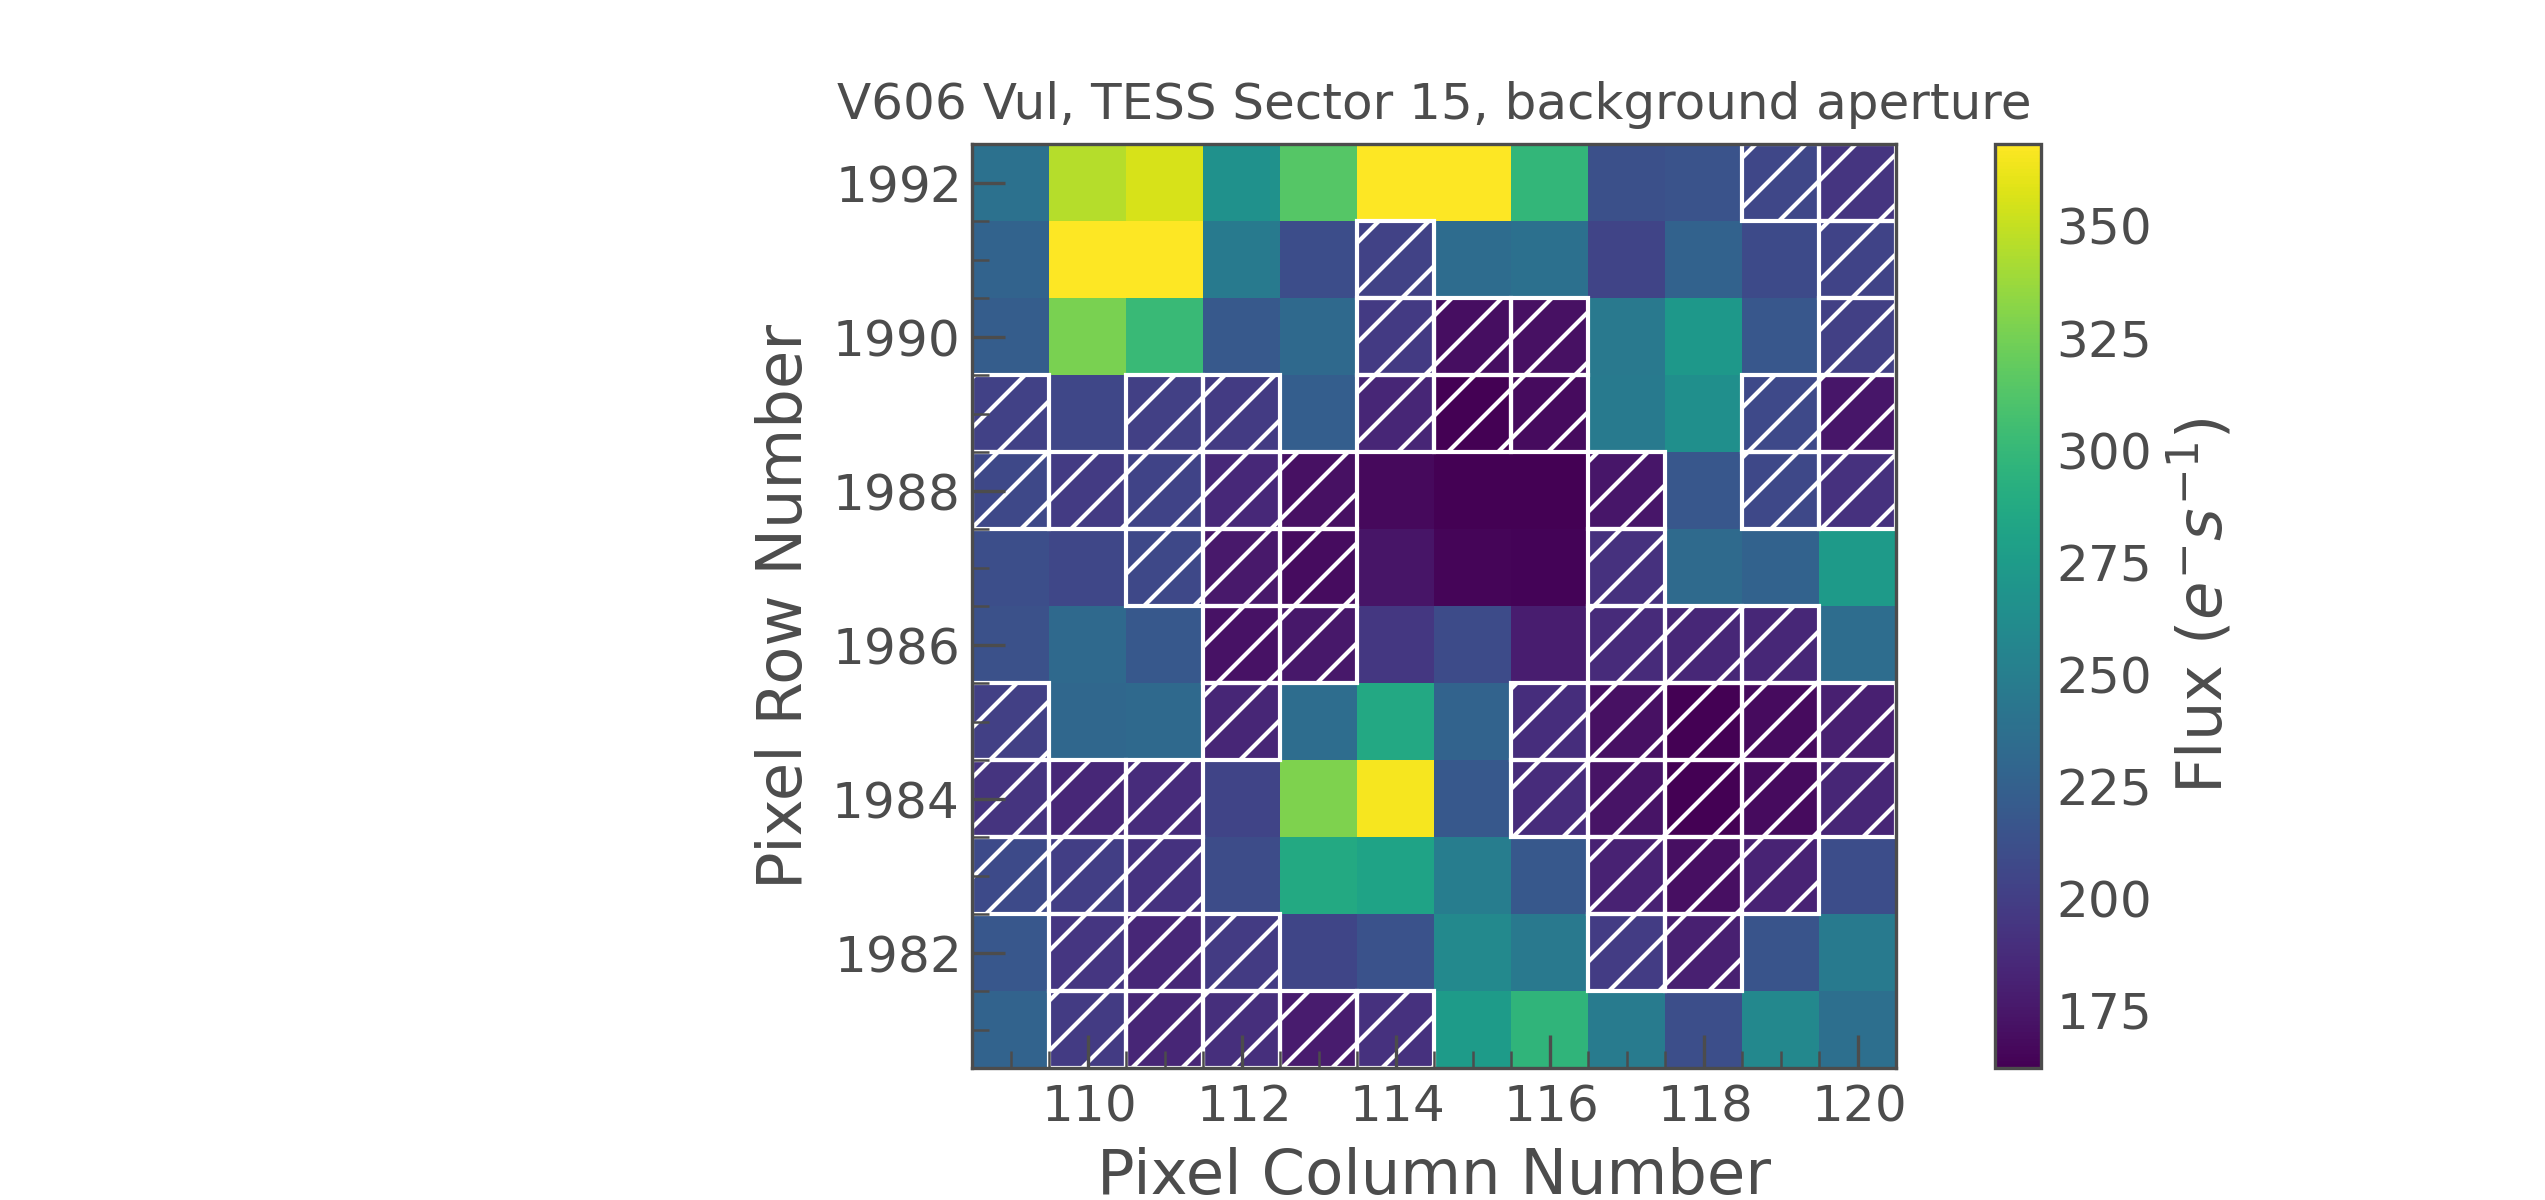 V606 Vul, TESS Sector 15, background aperture
Pixel Row Number
1992
1990
1988
1986
1984
1982
110 112 114 116 118 120
Pixel Column Number
350
325
300
275
250
225
200
175
Flux (e⁻s⁻¹)